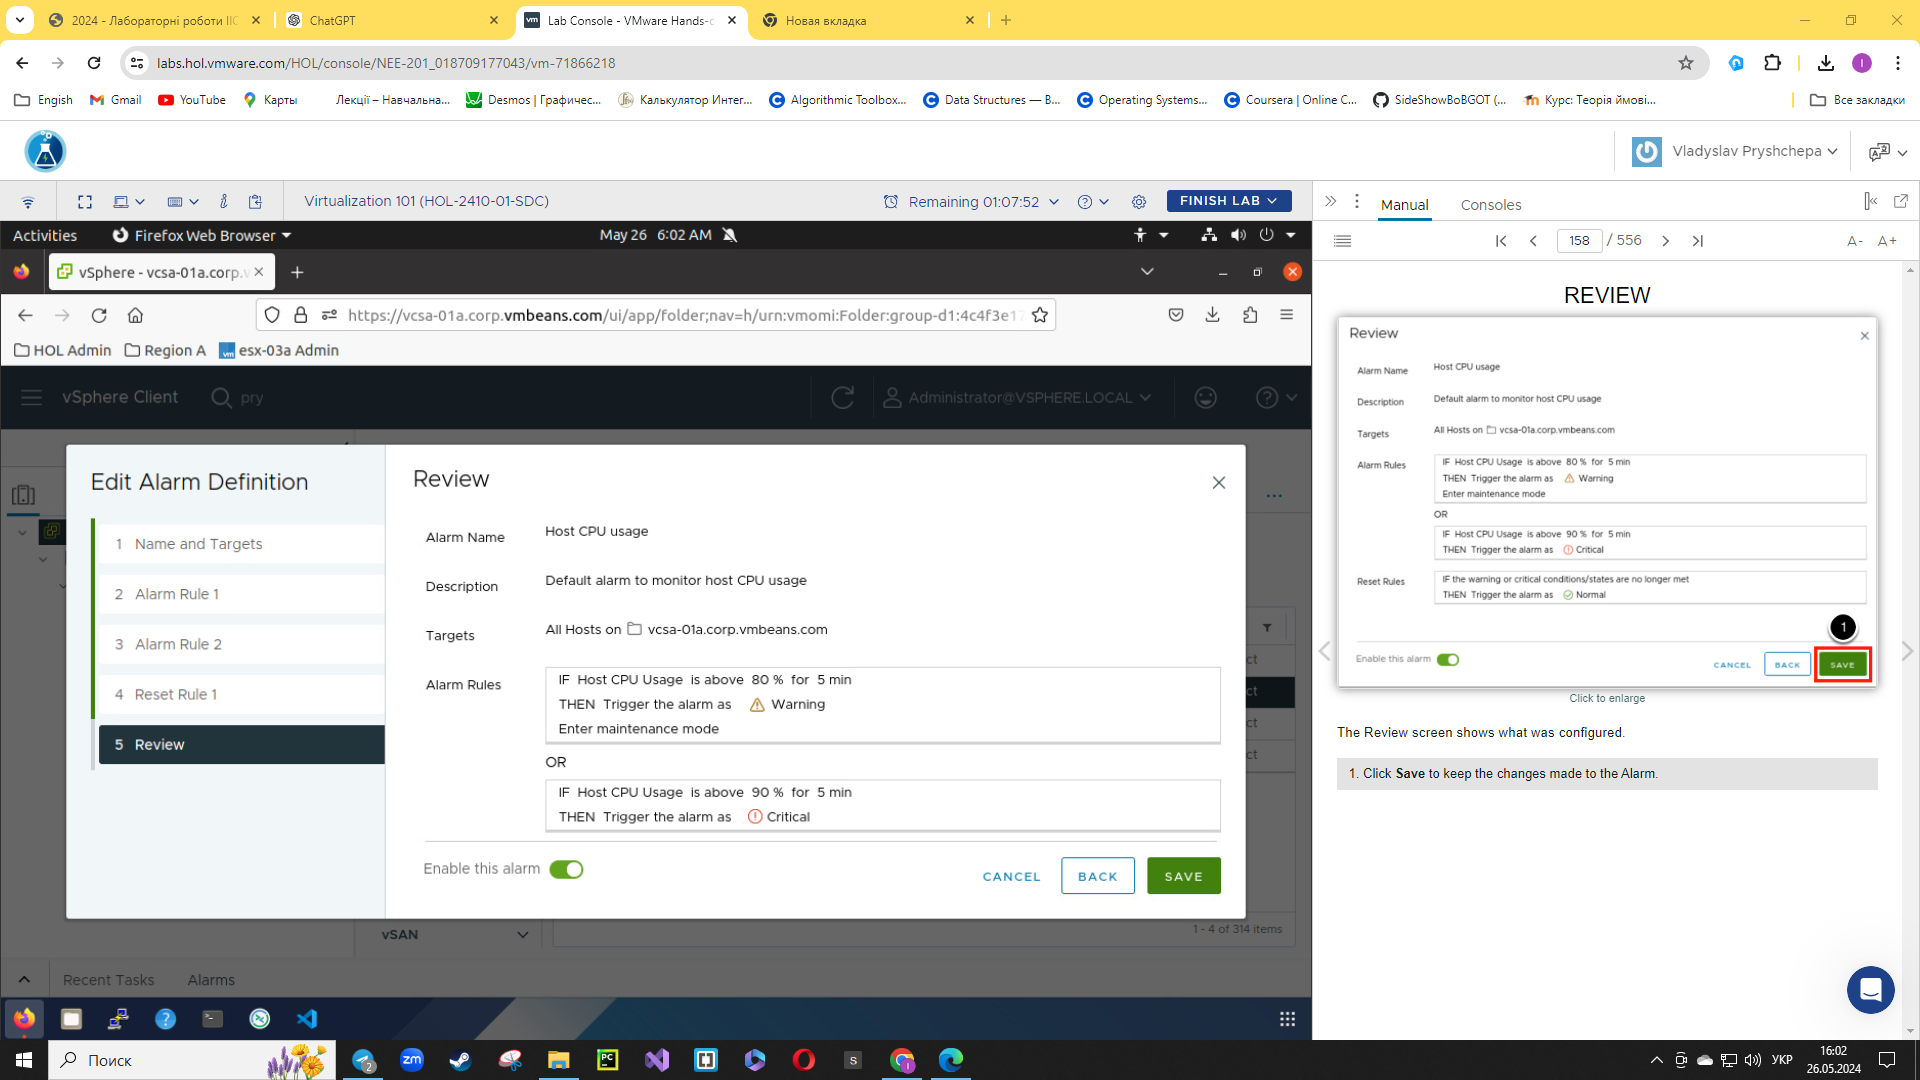 2024 - Лабораторні роботи ІІС
ChatGPT
Lab Console - VMware Hands-o
Новая вкладка
labs.hol.vmware.com/HOL/console/NEE-201_018709177043/vm-71866218
Engish
Gmail
YouTube
Карты
Лекції – Навчальна...
Desmos | Графичес...
Калькулятор Интег...
Algorithmic Toolbox...
Data Structures — B...
Operating Systems...
Coursera | Online C...
SideShowBoBGOT (...
Курс: Теорія ймові...
Все закладки
Vladyslav Pryshchepa
Virtualization 101 (HOL-2410-01-SDC)
Remaining 01:07:52
FINISH LAB
Manual
Consoles
Activities
Firefox Web Browser
May 26 6:02 AM
158 / 556
A-
A+
vSphere - vcsa-01a.corp.v
https://vcsa-01a.corp.vmbeans.com/ui/app/folder;nav=h/urn:vmomi:Folder:group-d1:4c4f3e17
HOL Admin
Region A
esx-03a Admin
vSphere Client
pry
Administrator@VSPHERE.LOCAL
Edit Alarm Definition
1 Name and Targets
2 Alarm Rule 1
3 Alarm Rule 2
4 Reset Rule 1
5 Review
Review
Alarm Name
Host CPU usage
Description
Default alarm to monitor host CPU usage
Targets
All Hosts on vcsa-01a.corp.vmbeans.com
Alarm Rules
IF Host CPU Usage is above 80 % for 5 min
THEN Trigger the alarm as Warning
Enter maintenance mode
OR
IF Host CPU Usage is above 90 % for 5 min
THEN Trigger the alarm as Critical
Enable this alarm
CANCEL
BACK
SAVE
ct
ct
ct
ct
vSAN
1 - 4 of 314 items
Recent Tasks
Alarms
REVIEW
Review
Alarm Name
Host CPU usage
Description
Default alarm to monitor host CPU usage
Targets
All Hosts on vcsa-01a.corp.vmbeans.com
Alarm Rules
IF Host CPU Usage is above 80 % for 5 min
THEN Trigger the alarm as Warning
Enter maintenance mode
OR
IF Host CPU Usage is above 90 % for 5 min
THEN Trigger the alarm as Critical
Reset Rules
IF the warning or critical conditions/states are no longer met
THEN Trigger the alarm as Normal
1
Enable this alarm
CANCEL
BACK
SAVE
Click to enlarge
The Review screen shows what was configured.
1. Click Save to keep the changes made to the Alarm.
Поиск
УКР
16:02
26.05.2024